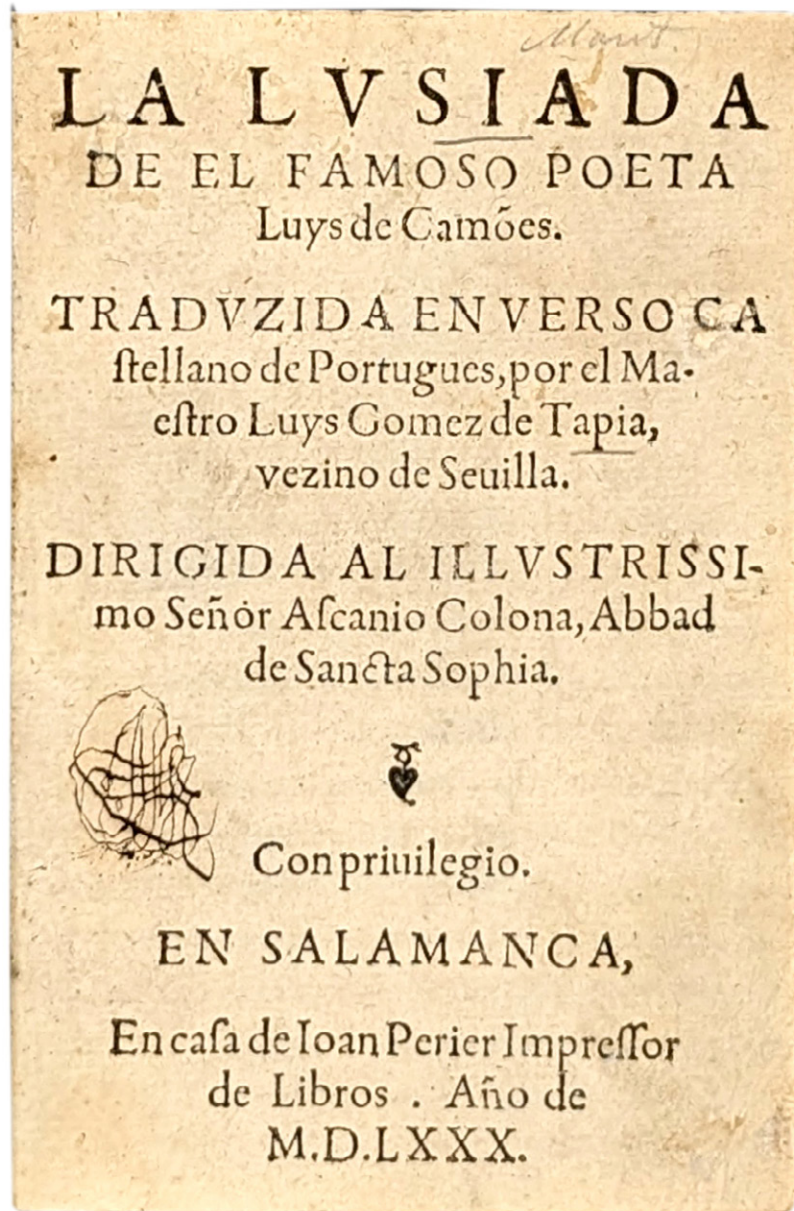 LA LVSIADA
DE EL FAMOSO POETA
Luys de Camões.
TRADVZIDA EN VERSO CA
ſtellano de Portugues, por el Ma-
eſtro Luys Gomez de Tapia,
vezino de Seuilla.
DIRIGIDA AL ILLVSTRISSI-
mo Señor Aſcanio Colona, Abbad
de Sancta Sophia.
Con priuilegio.
EN SALAMANCA,
En caſa de Ioan Perier Impreſſor
de Libros . Año de
M.D.LXXX.